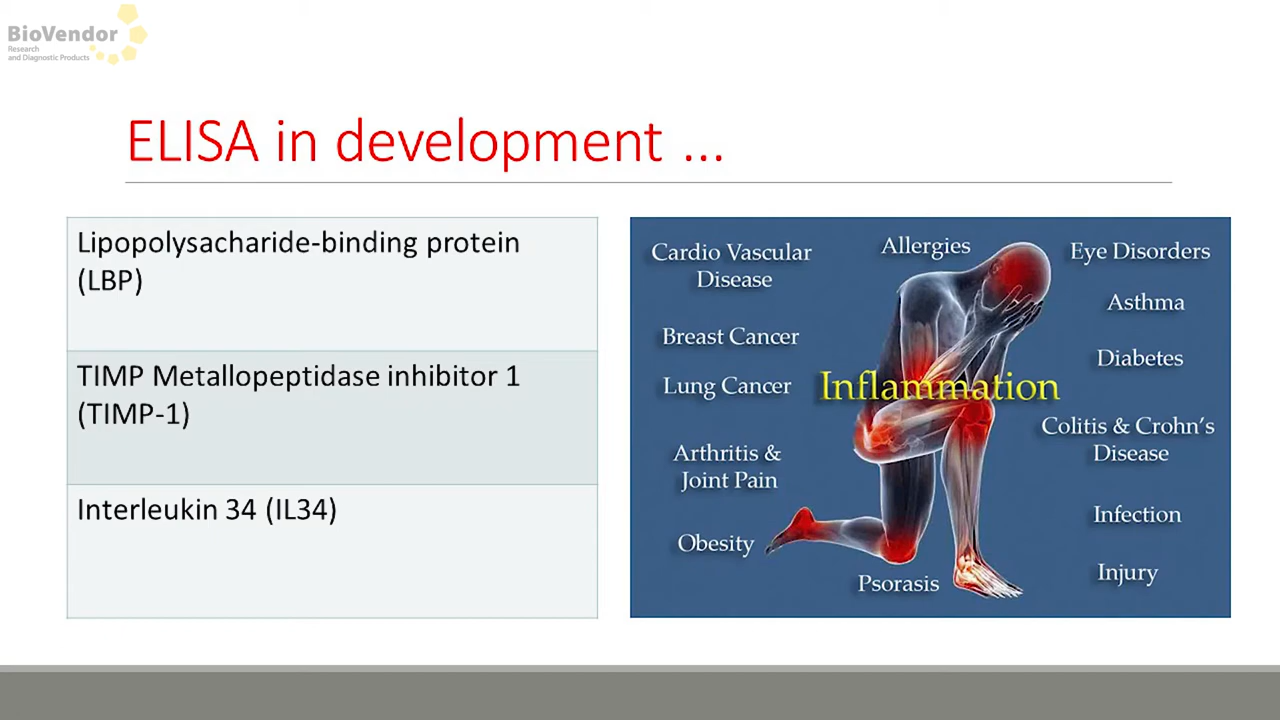 BioVendor
Research
and Diagnostic Products
ELISA in development ...
Lipopolysacharide-binding protein
(LBP)
TIMP Metallopeptidase inhibitor 1
(TIMP-1)
Interleukin 34 (IL34)
Cardio Vascular
Disease
Allergies
Eye Disorders
Asthma
Breast Cancer
Diabetes
Lung Cancer
Inflammation
Colitis & Crohn's
Disease
Arthritis &
Joint Pain
Infection
Obesity
Injury
Psorasis